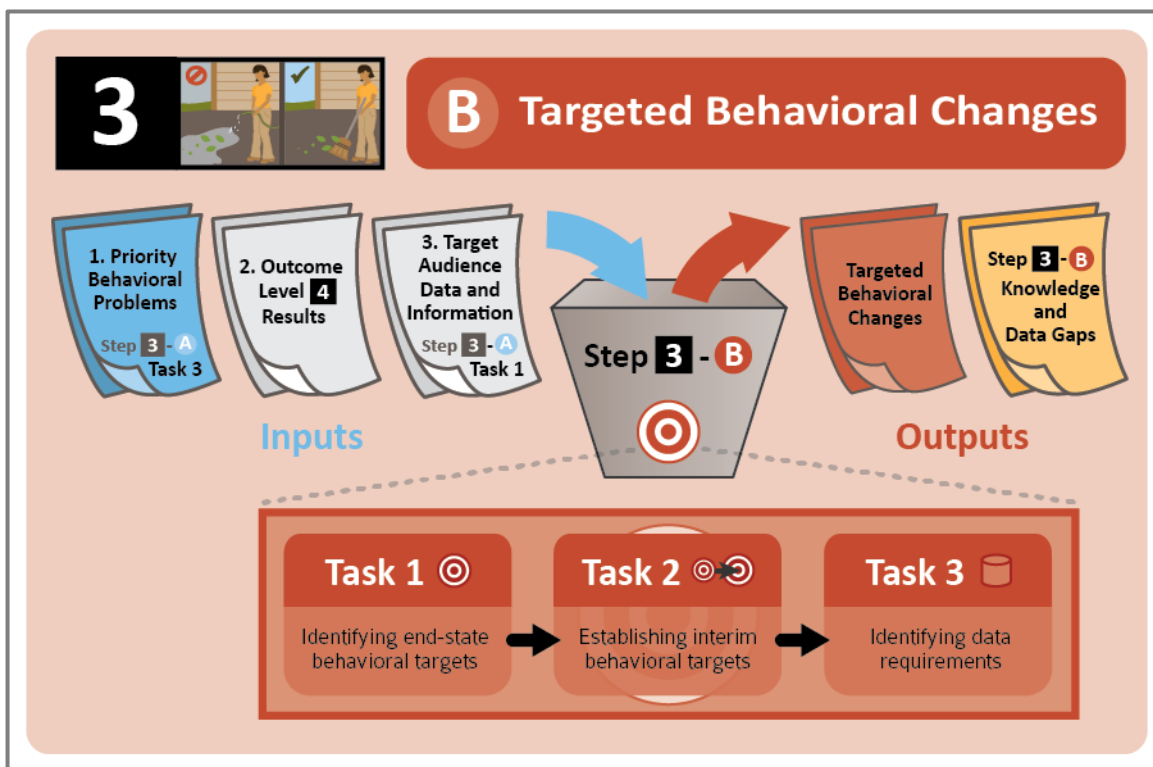 3
B Targeted Behavioral Changes
1. Priority
Behavioral
Problems
Step 3 - A
Task 3
2. Outcome
Level 4
Results
3. Target
Audience
Data and
Information
Step 3 - A
Task 1
Step 3 - B
Targeted
Behavioral
Changes
Step 3 - B
Knowledge
and
Data Gaps
Inputs
Outputs
Task 1
Identifying end-state
behavioral targets
Task 2
Establishing interim
behavioral targets
Task 3
Identifying data
requirements